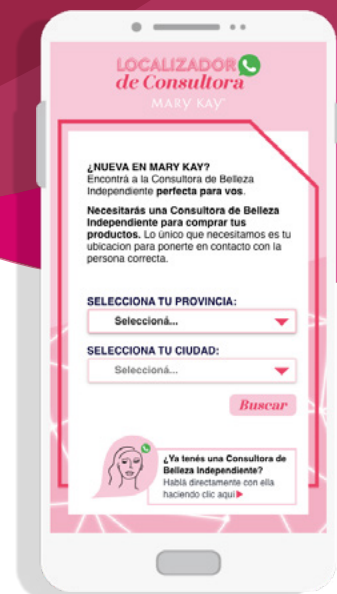 LOCALIZADOR
de Consultora
MARY KAY
¿NUEVA EN MARY KAY?
Encontrá a la Consultora de Belleza
Independiente perfecta para vos.
Necesitarás una Consultora de Belleza
Independiente para comprar tus
productos. Lo único que necesitamos es tu
ubicacion para ponerte en contacto con la
persona correcta.
SELECCIONA TU PROVINCIA:
Seleccioná...
SELECCIONA TU CIUDAD:
Seleccioná...
Buscar
¿Ya tenés una Consultora de
Belleza Independiente?
Hablá directamente con ella
haciendo clic aquí